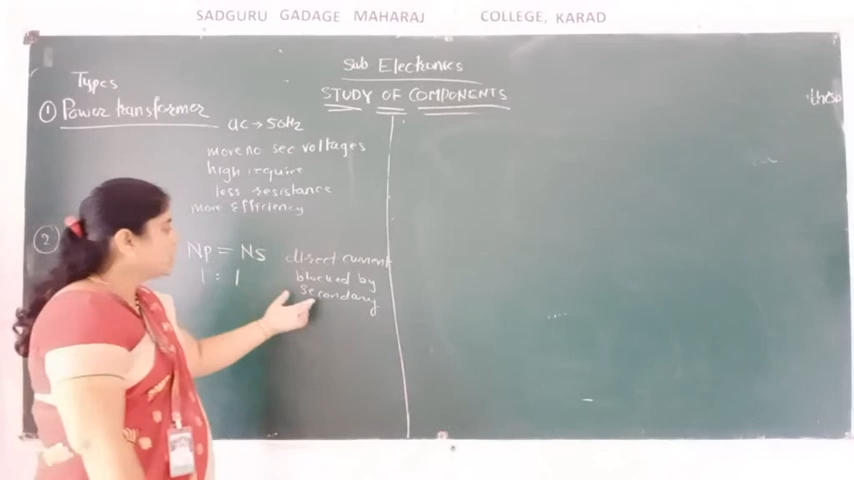 SADGURU GADAGE MAHARAJ COLLEGE, KARAD
Sub Electronics
STUDY OF COMPONENTS
Types
① Power transformer
ac → 50Hz
more no sec voltages
high require
less resistance
more efficiency
②
Np = Ns
1 : 1
direct current
blocked by
secondary